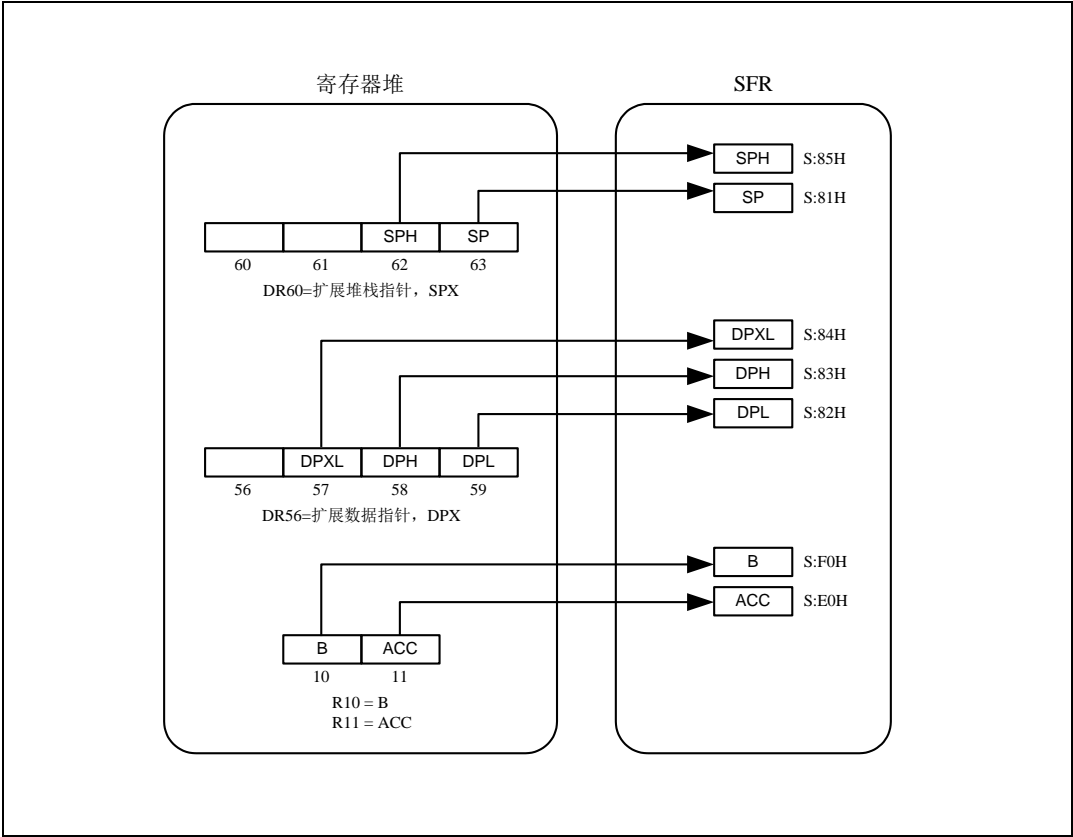 寄存器堆
SFR
SPH S:85H
SP S:81H
SPH SP
60 61 62 63
DR60=扩展堆栈指针，SPX
DPXL S:84H
DPH S:83H
DPL S:82H
DPXL DPH DPL
56 57 58 59
DR56=扩展数据指针，DPX
B S:F0H
ACC S:E0H
B ACC
10 11
R10 = B
R11 = ACC